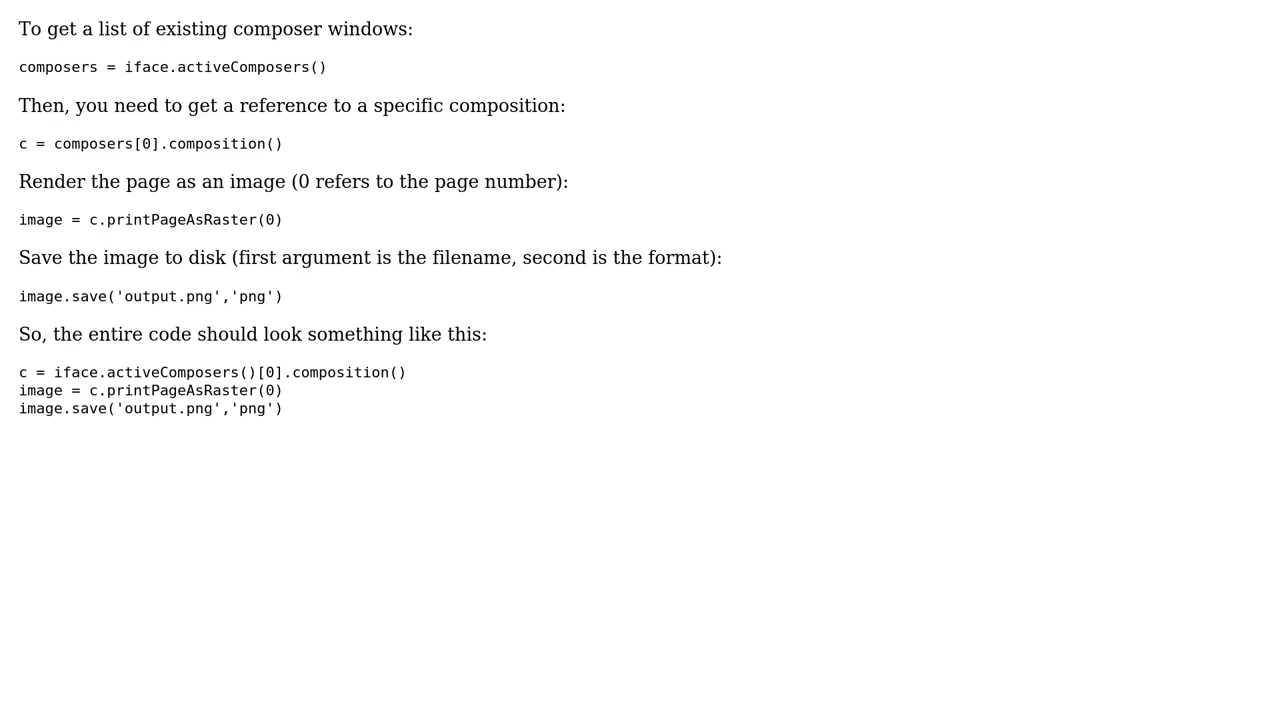 To get a list of existing composer windows:
composers = iface.activeComposers()
Then, you need to get a reference to a specific composition:
c = composers[0].composition()
Render the page as an image (0 refers to the page number):
image = c.printPageAsRaster(0)
Save the image to disk (first argument is the filename, second is the format):
image.save('output.png','png')
So, the entire code should look something like this:
c = iface.activeComposers()[0].composition()
image = c.printPageAsRaster(0)
image.save('output.png','png')